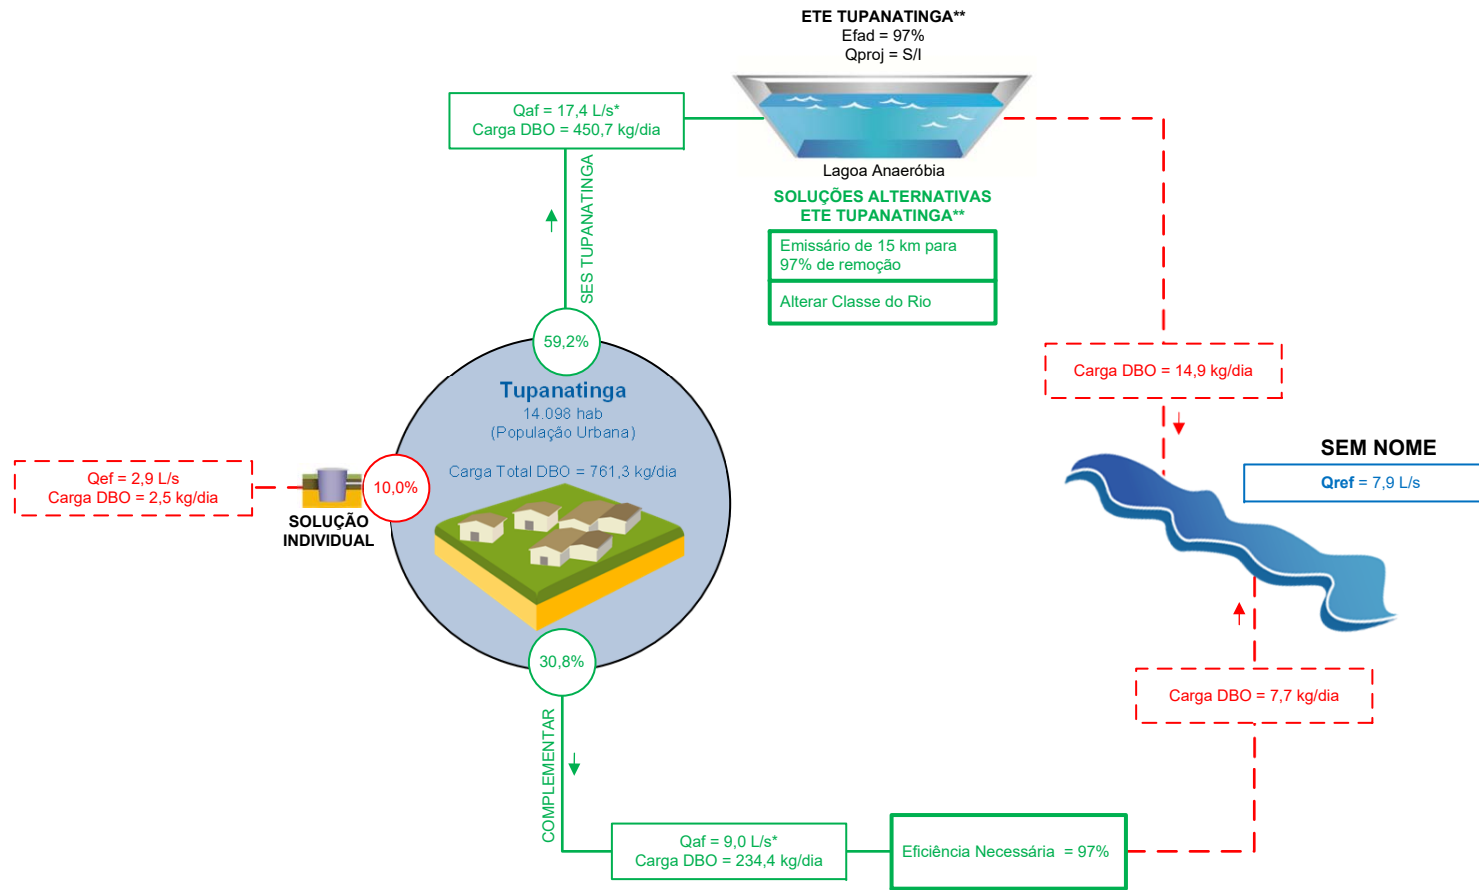 ETE TUPANATINGA**
Efad = 97%
Qproj = S/I
Qaf = 17,4 L/s*
Carga DBO = 450,7 kg/dia
Lagoa Anaeróbia
SOLUÇÕES ALTERNATIVAS
ETE TUPANATINGA**
Emissário de 15 km para
97% de remoção
Alterar Classe do Rio
SES TUPANATINGA
59,2%
Tupanatinga
14.098 hab
(População Urbana)
Carga Total DBO = 761,3 kg/dia
Qef = 2,9 L/s
Carga DBO = 2,5 kg/dia
SOLUÇÃO
INDIVIDUAL
10,0%
Carga DBO = 14,9 kg/dia
SEM NOME
Qref = 7,9 L/s
30,8%
COMPLEMENTAR
Qaf = 9,0 L/s*
Carga DBO = 234,4 kg/dia
Eficiência Necessária = 97%
Carga DBO = 7,7 kg/dia